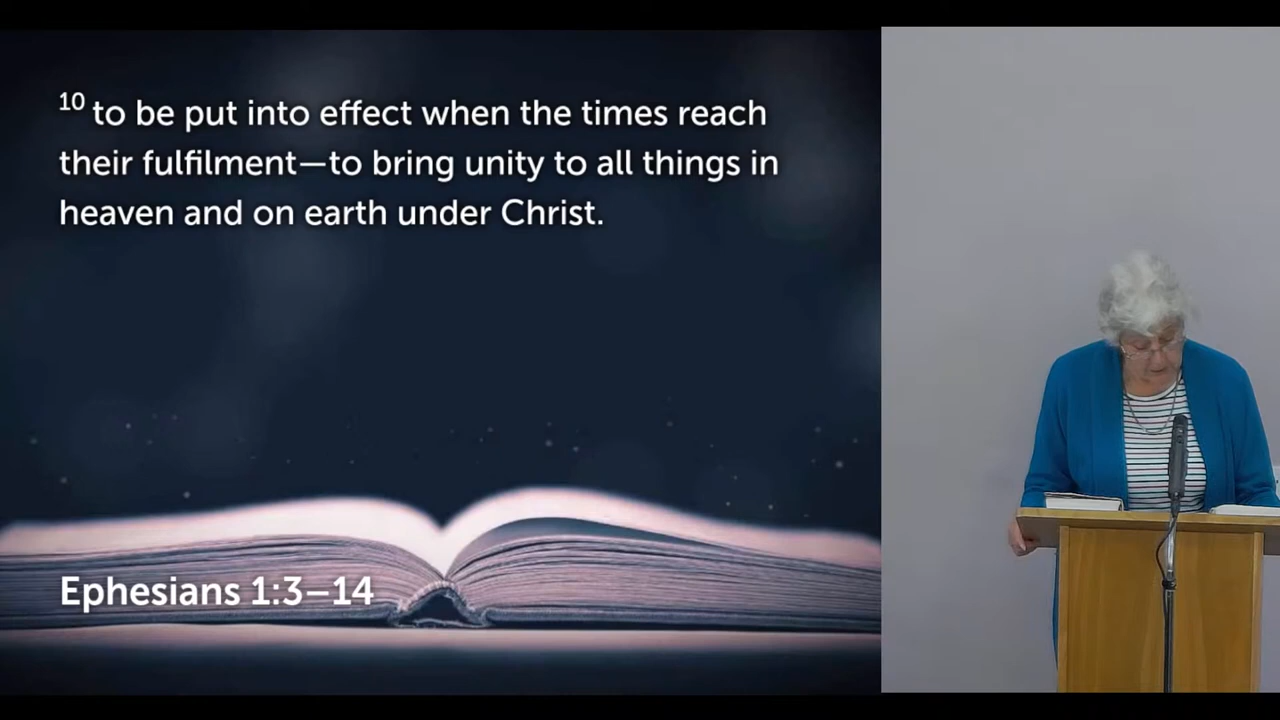 10 to be put into effect when the times reach
their fulfilment—to bring unity to all things in
heaven and on earth under Christ.
Ephesians 1:3–14